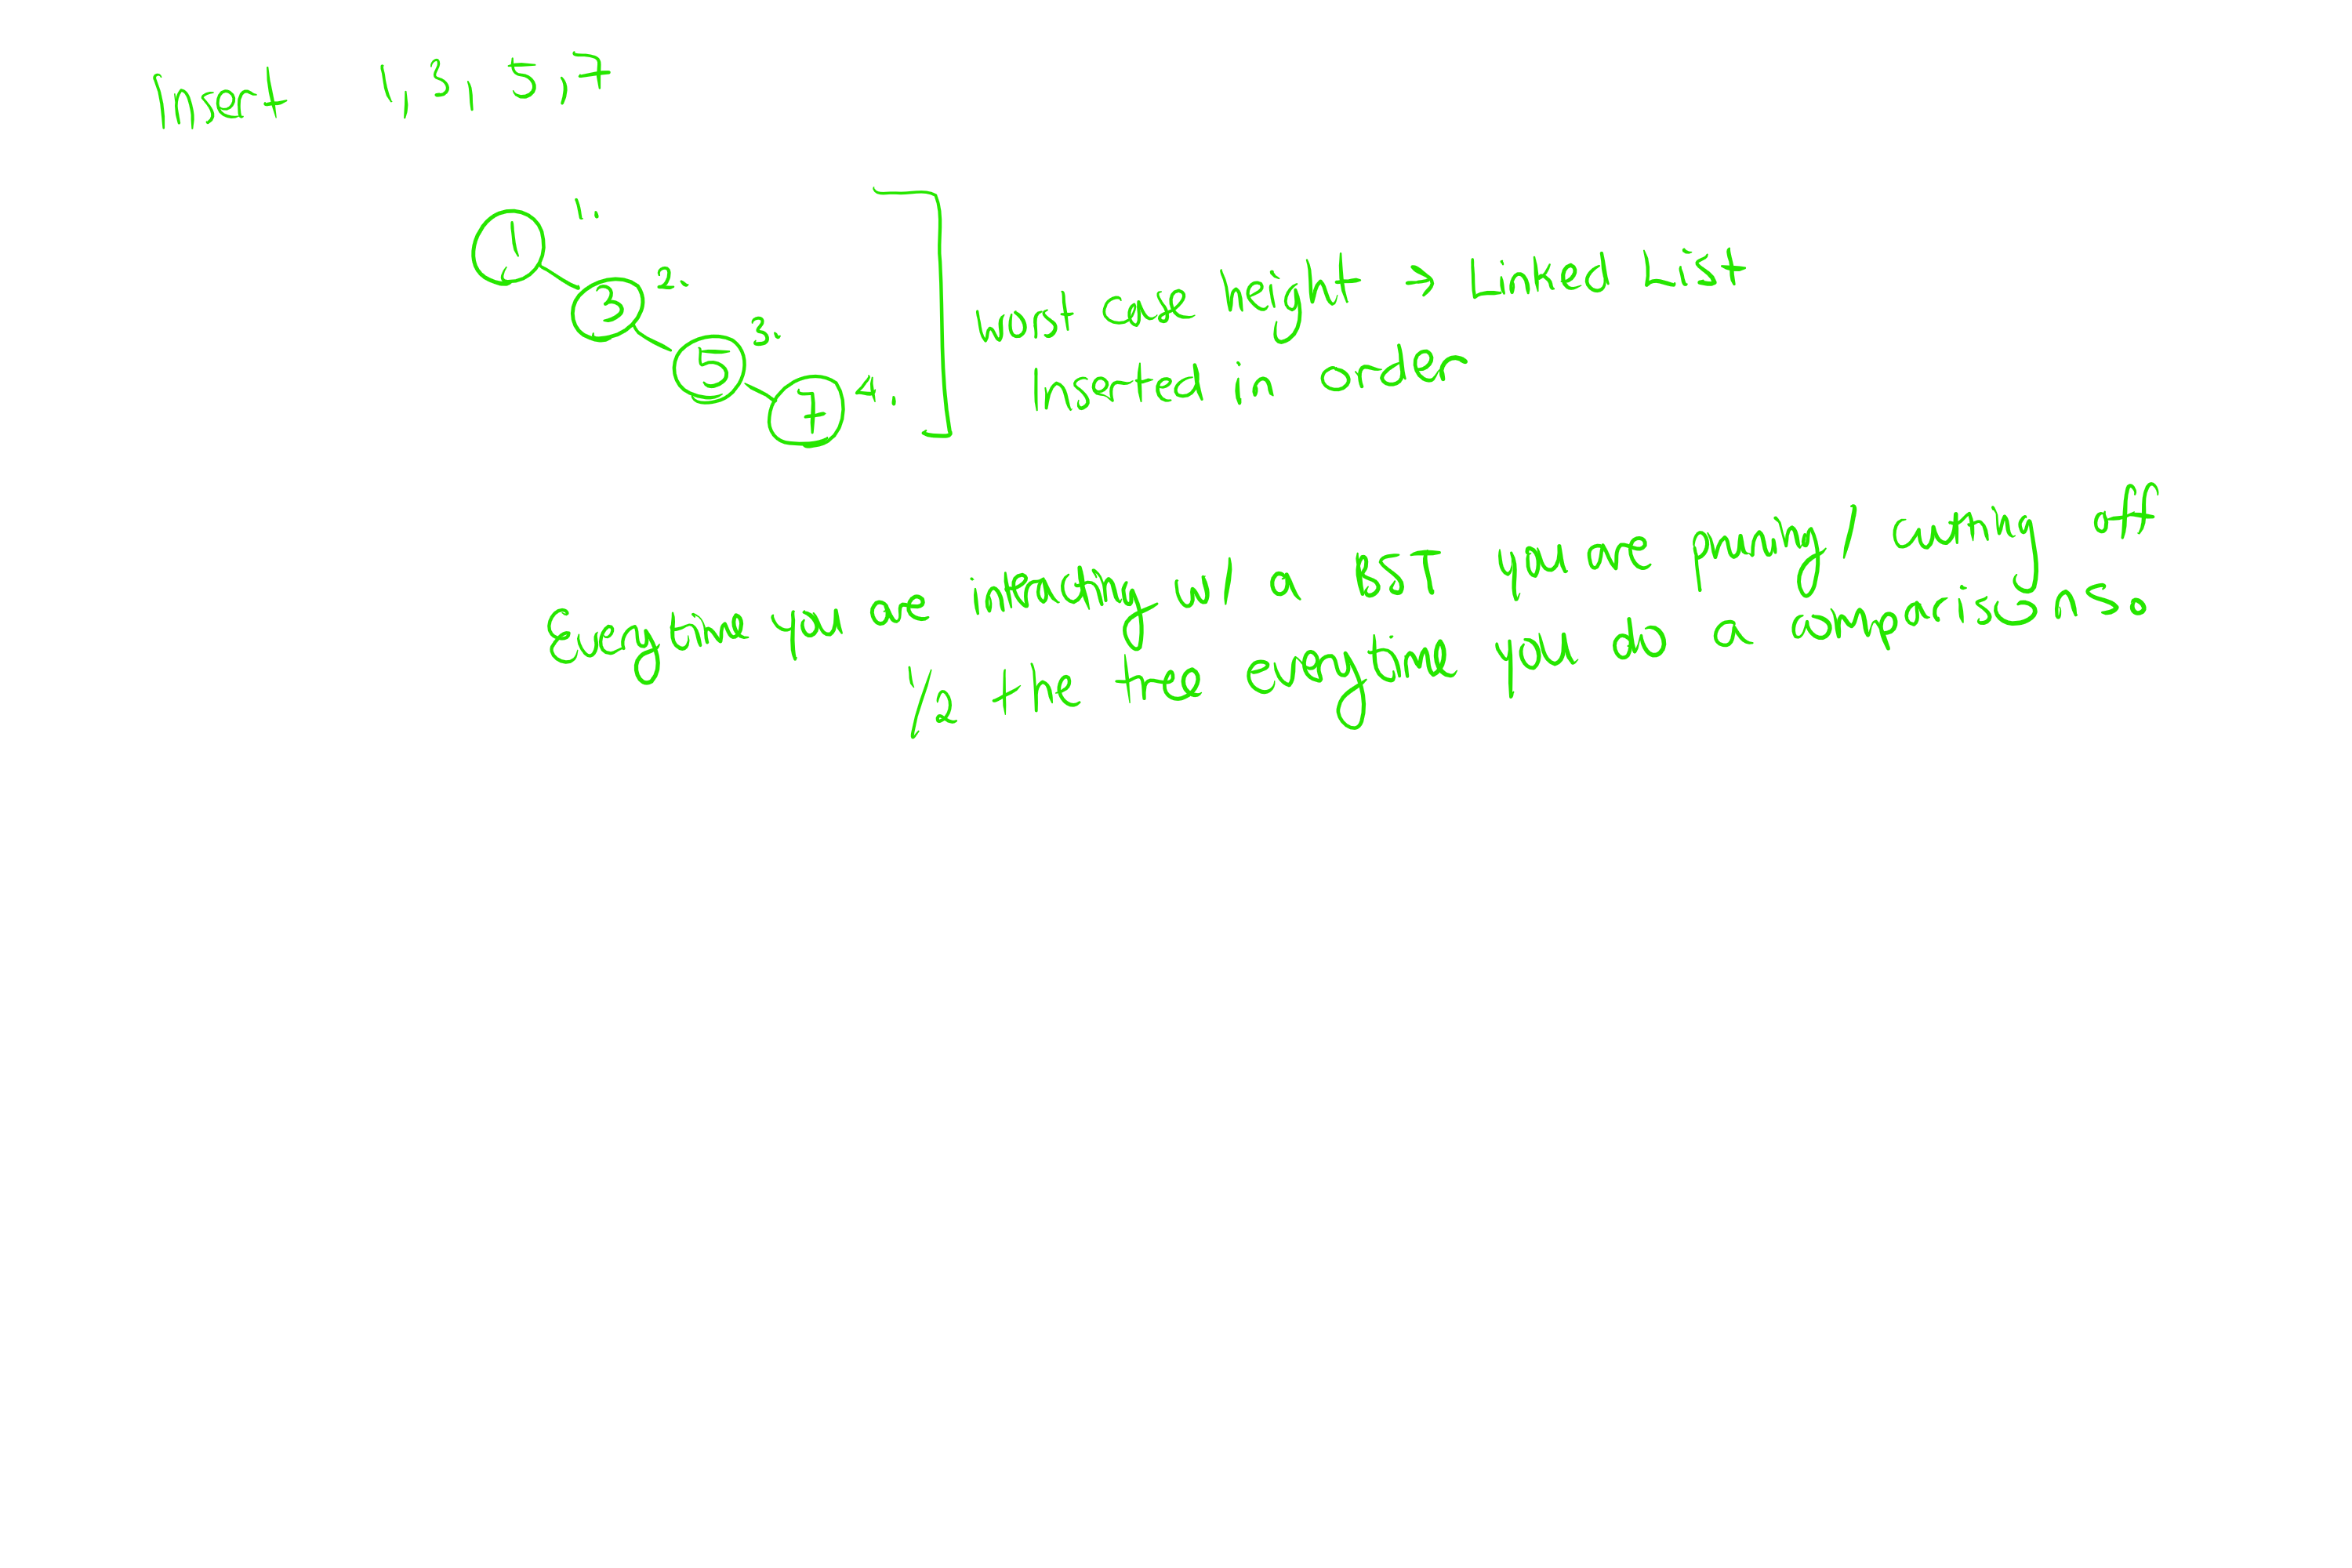 Insert 1, 3, 5, 7
1 1.
3 2.
5 3.
7 4.
worst case height → Linked List
Inserted in order
Everytime you are interacting w/ a BST you are pruning / cutting off
1/2 the tree everytime you do a comparison so